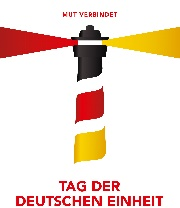 MUT VERBINDET
TAG DER
DEUTSCHEN EINHEIT